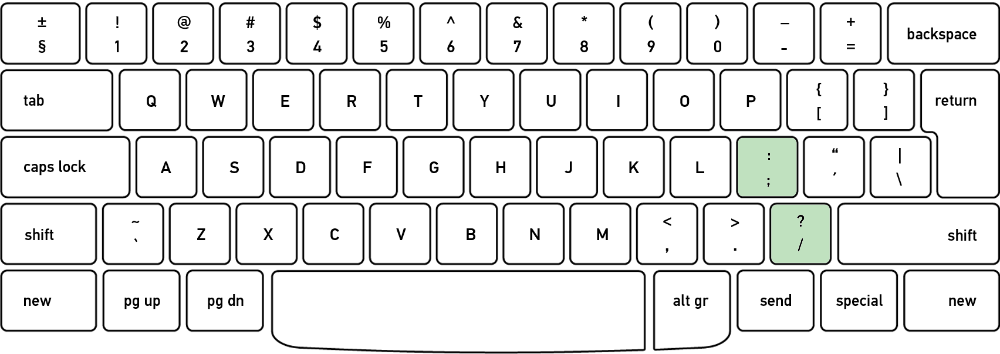 ± ! @ # $ % ^ & * ( ) _ +
§ 1 2 3 4 5 6 7 8 9 0 - = backspace
tab Q W E R T Y U I O P { [ } ] return
caps lock A S D F G H J K L : ; “ ′ | \
shift ~ ` Z X C V B N M < , > . ? / shift
new pg up pg dn alt gr send special new